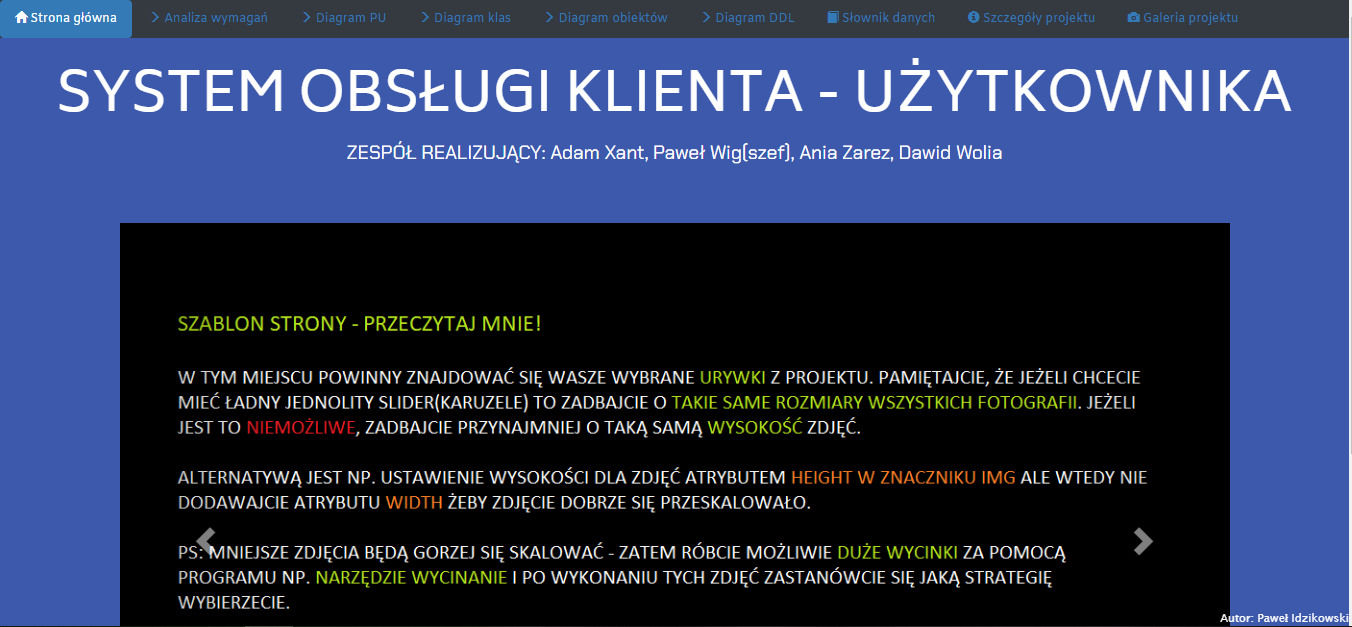 Strona główna Analiza wymagań Diagram PU Diagram klas Diagram obiektów Diagram DDL Słownik danych Szczegóły projektu Galeria projektu
SYSTEM OBSŁUGI KLIENTA - UŻYTKOWNIKA
ZESPÓŁ REALIZUJĄCY: Adam Xant, Paweł Wig(szef), Ania Zarez, Dawid Wolia
SZABLON STRONY - PRZECZYTAJ MNIE!
W TYM MIEJSCU POWINNY ZNAJDOWAĆ SIĘ WASZE WYBRANE URYWKI Z PROJEKTU. PAMIĘTAJCIE, ŻE JEŻELI CHCECIE
MIEĆ ŁADNY JEDNOLITY SLIDER(KARUZELE) TO ZADBAJCIE O TAKIE SAME ROZMIARY WSZYSTKICH FOTOGRAFII. JEŻELI
JEST TO NIEMOŻLIWE, ZADBAJCIE PRZYNAJMNIEJ O TAKĄ SAMĄ WYSOKOŚĆ ZDJĘĆ.
ALTERNATYWĄ JEST NP. USTAWIENIE WYSOKOŚCI DLA ZDJĘĆ ATRYBUTEM HEIGHT W ZNACZNIKU IMG ALE WTEDY NIE
DODAWAJCIE ATRYBUTU WIDTH ŻEBY ZDJĘCIE DOBRZE SIĘ PRZESKALOWAŁO.
PS: MNIEJSZE ZDJĘCIA BĘDĄ GORZEJ SIĘ SKALOWAĆ - ZATEM RÓBCIE MOŻLIWIE DUŻE WYCINKI ZA POMOCĄ
PROGRAMU NP. NARZĘDZIE WYCINANIE I PO WYKONANIU TYCH ZDJĘĆ ZASTANÓWCIE SIĘ JAKĄ STRATEGIĘ
WYBIERZECIE.
Autor: Paweł Idzikowski